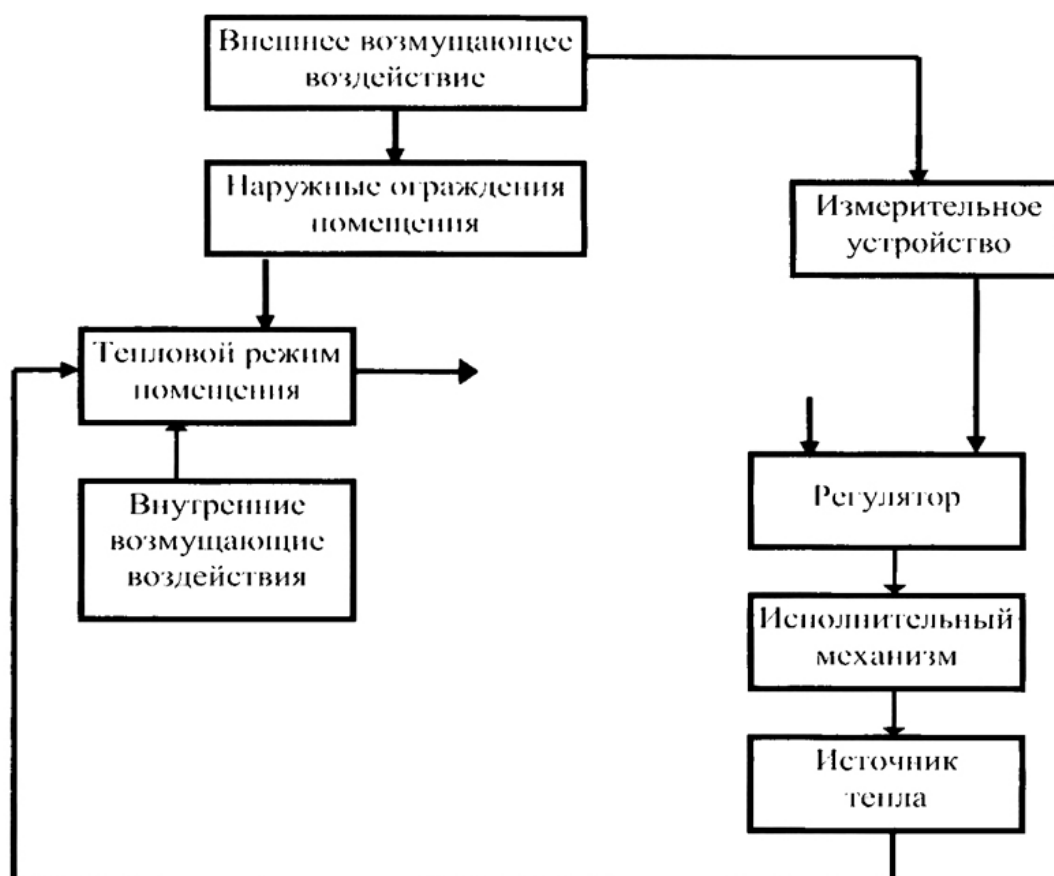 Внешнее возмущающее
воздействие
Наружные ограждения
помещения
Измерительное
устройство
Тепловой режим
помещения
Регулятор
Внутренние
возмущающие
воздействия
Исполнительный
механизм
Источник
тепла